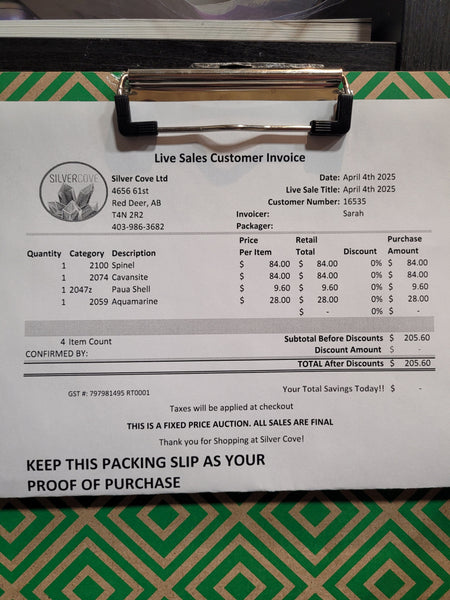 Live Sales Customer Invoice
SILVERCOVE
Silver Cove Ltd
4656 61st
Red Deer, AB
T4N 2R2
403-986-3682
Date: April 4th 2025
Live Sale Title: April 4th 2025
Customer Number: 16535
Invoicer: Sarah
Packager:
Quantity Category Description Price Per Item Retail Total Discount Purchase Amount
1 2100 Spinel $ 84.00 $ 84.00 0% $ 84.00
1 2074 Cavansite $ 84.00 $ 84.00 0% $ 84.00
1 2047z Paua Shell $ 9.60 $ 9.60 0% $ 9.60
1 2059 Aquamarine $ 28.00 $ 28.00 0% $ 28.00
$ - 0% $ -
4 Item Count Subtotal Before Discounts $ 205.60
CONFIRMED BY: Discount Amount $ -
TOTAL After Discounts $ 205.60
GST #: 797981495 RT0001 Your Total Savings Today!! $ -
Taxes will be applied at checkout
THIS IS A FIXED PRICE AUCTION. ALL SALES ARE FINAL
Thank you for Shopping at Silver Cove!
KEEP THIS PACKING SLIP AS YOUR
PROOF OF PURCHASE